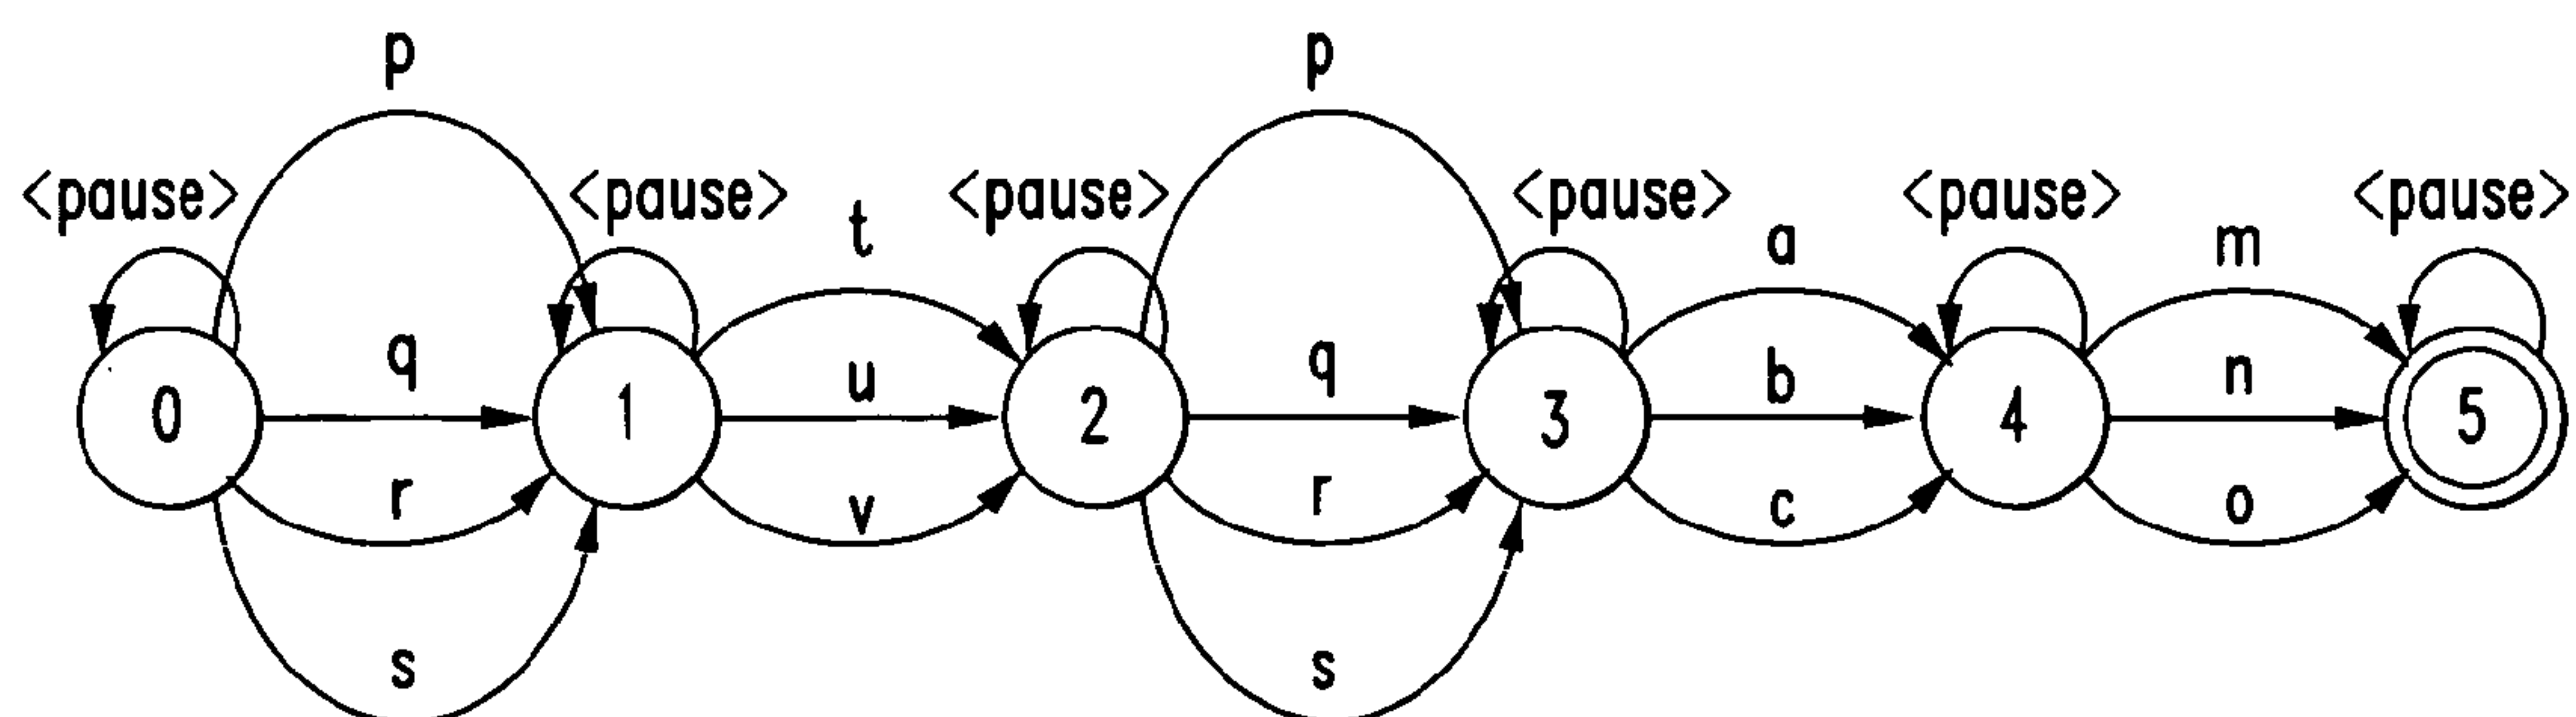 p p
<pause> <pause> t <pause> <pause> a <pause> m <pause>
q u q b n
0 1 2 3 4 5
r v r c o
s s